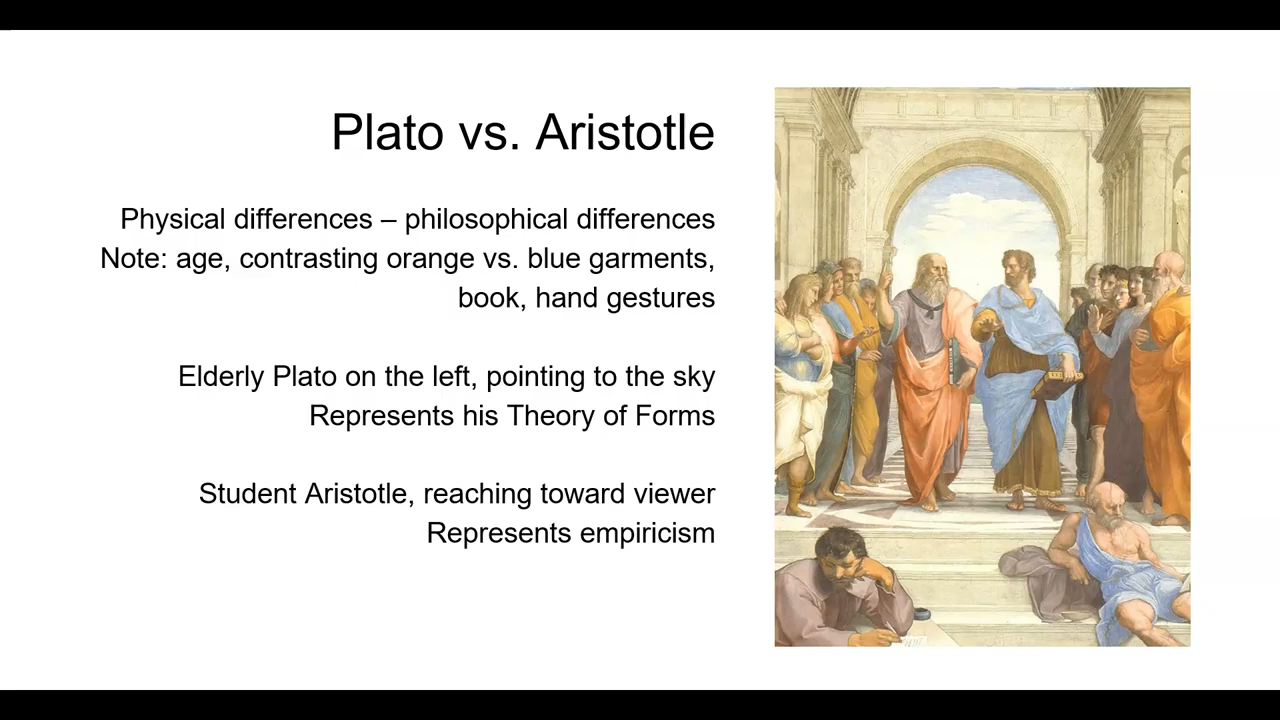 Plato vs. Aristotle
Physical differences – philosophical differences
Note: age, contrasting orange vs. blue garments,
book, hand gestures
Elderly Plato on the left, pointing to the sky
Represents his Theory of Forms
Student Aristotle, reaching toward viewer
Represents empiricism